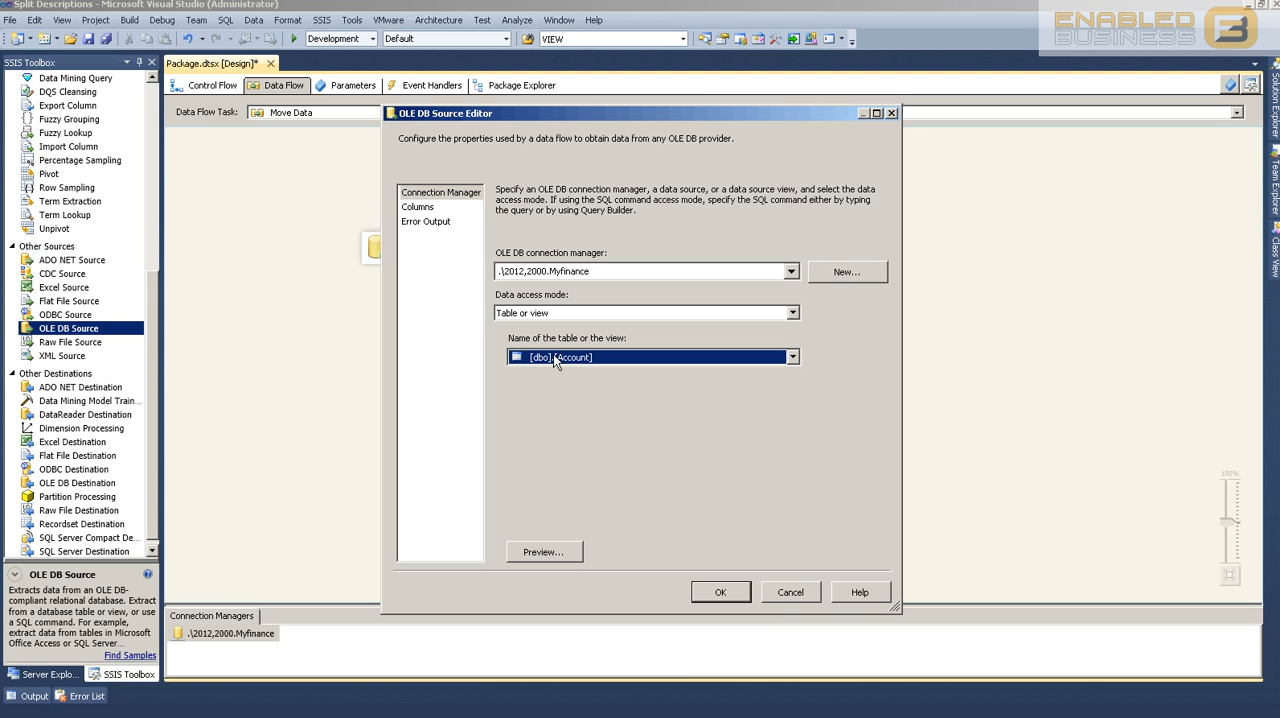 Split Descriptions - Microsoft Visual Studio (Administrator)
File Edit View Project Build Debug Team SQL Data Format SSIS Tools VMware Architecture Test Analyze Window Help
ENABLED
BUSINESS
Development Default VIEW
SSIS Toolbox
Package.dtsx [Design]*
Data Mining Query
DQS Cleansing
Export Column
Fuzzy Grouping
Fuzzy Lookup
Import Column
Percentage Sampling
Pivot
Row Sampling
Term Extraction
Term Lookup
Unpivot
Other Sources
ADO NET Source
CDC Source
Excel Source
Flat File Source
ODBC Source
OLE DB Source
Raw File Source
XML Source
Other Destinations
ADO NET Destination
Data Mining Model Train...
DataReader Destination
Dimension Processing
Excel Destination
Flat File Destination
ODBC Destination
OLE DB Destination
Partition Processing
Raw File Destination
Recordset Destination
SQL Server Compact De...
SQL Server Destination
OLE DB Source
Extracts data from an OLE DB-
compliant relational database. Extract
from a database table or view, or use
a SQL command. For example,
extract data from tables in Microsoft
Office Access or SQL Server...
Find Samples
Server Explo...
SSIS Toolbox
Output
Error List
Control Flow
Data Flow
Parameters
Event Handlers
Package Explorer
Data Flow Task:
Move Data
OLE DB Source Editor
Configure the properties used by a data flow to obtain data from any OLE DB provider.
Connection Manager
Columns
Error Output
Specify an OLE DB connection manager, a data source, or a data source view, and select the data
access mode. If using the SQL command access mode, specify the SQL command either by typing
the query or by using Query Builder.
OLE DB connection manager:
.\2012,2000.Myfinance
New...
Data access mode:
Table or view
Name of the table or the view:
[dbo].[Account]
Preview...
OK
Cancel
Help
100%
Connection Managers
.\2012,2000.Myfinance
Solution Explorer
Team Explorer
Class View